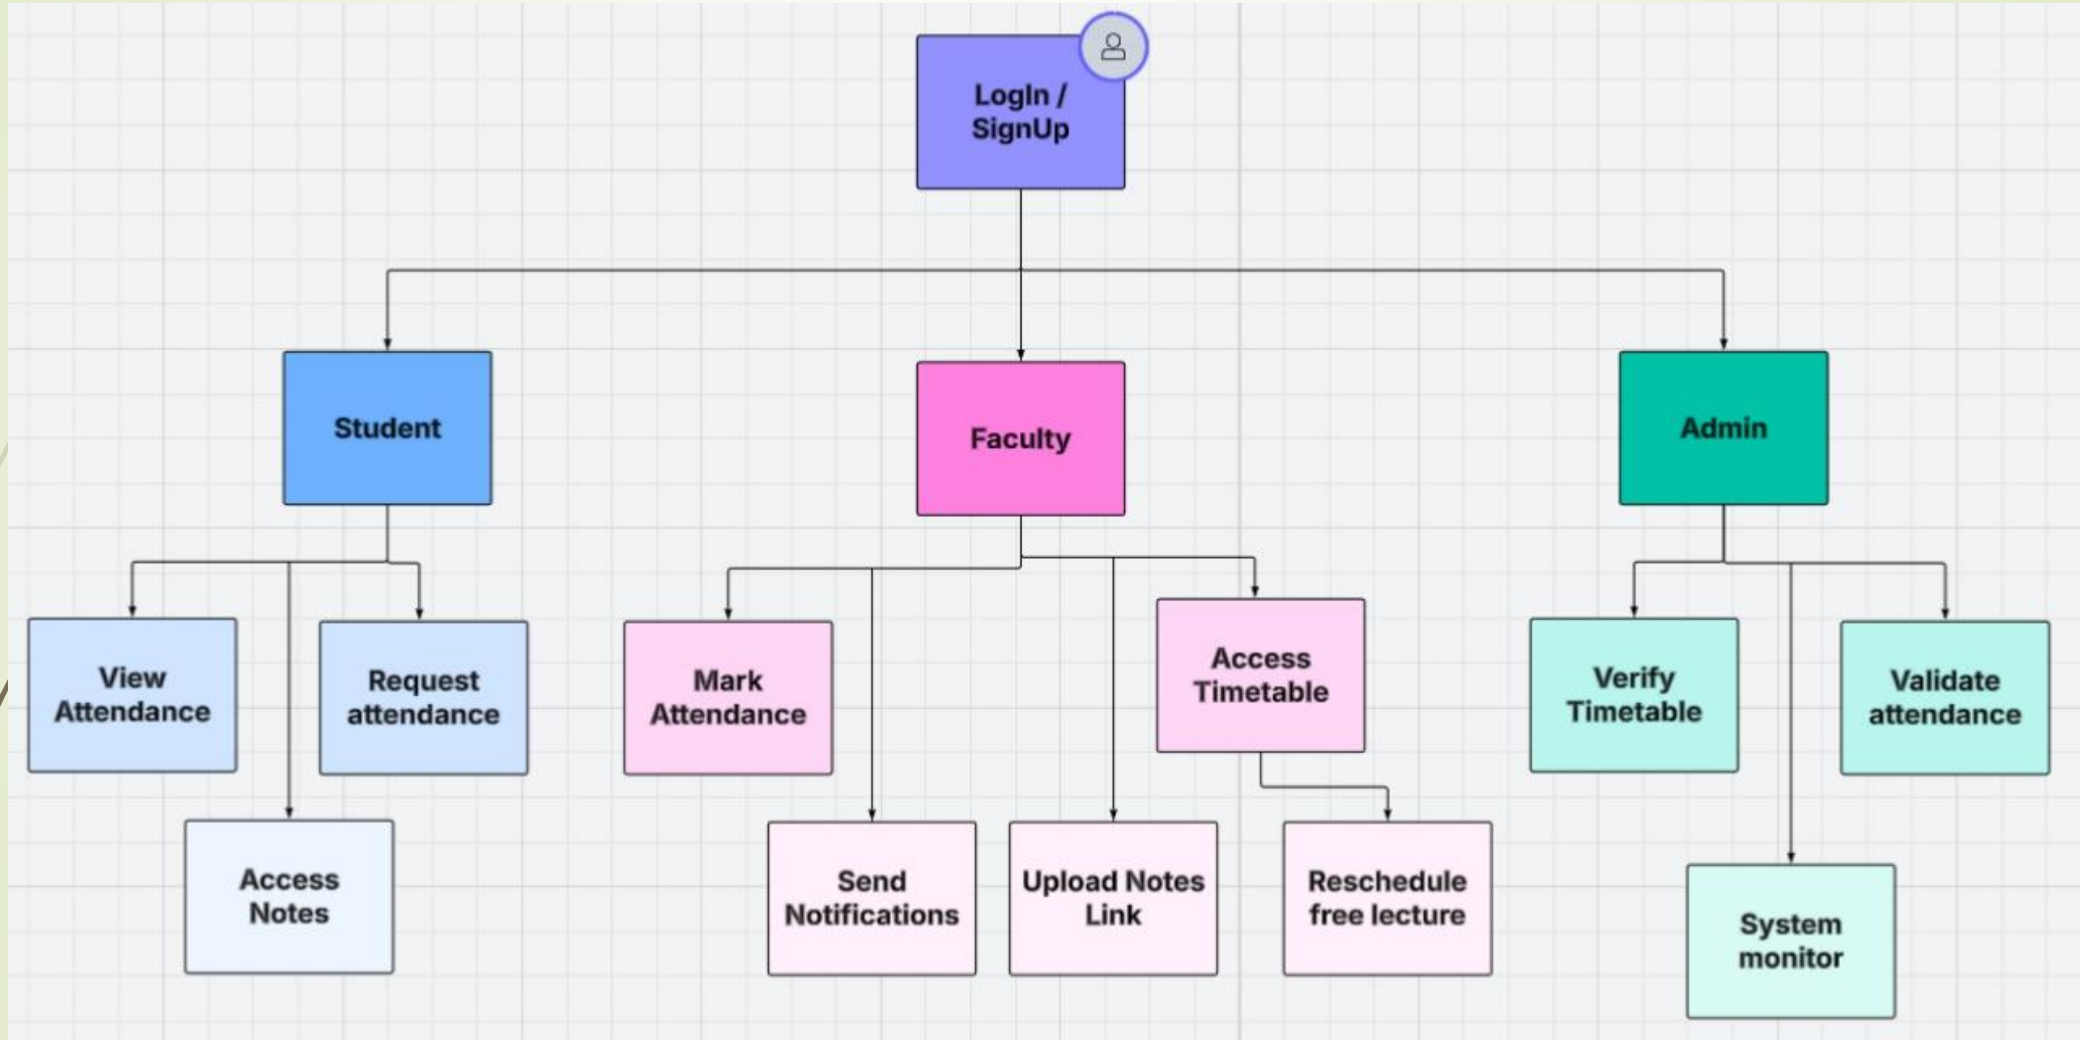 LogIn /
SignUp
Student
Faculty
Admin
View
Attendance
Request
attendance
Access
Notes
Mark
Attendance
Send
Notifications
Upload Notes
Link
Access
Timetable
Reschedule
free lecture
Verify
Timetable
Validate
attendance
System
monitor